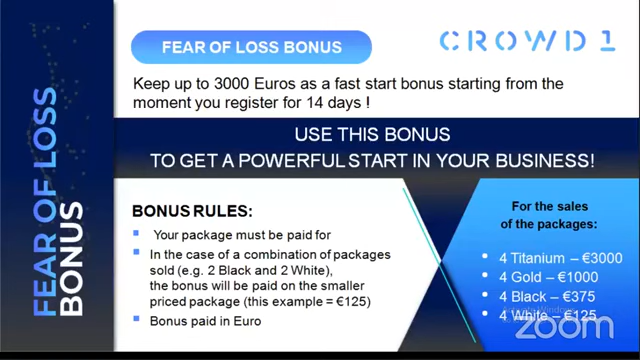 FEAR OF LOSS
BONUS
FEAR OF LOSS BONUS
CROWD1
Keep up to 3000 Euros as a fast start bonus starting from the
moment you register for 14 days !
USE THIS BONUS
TO GET A POWERFUL START IN YOUR BUSINESS!
BONUS RULES:
Your package must be paid for
In the case of a combination of packages
sold (e.g. 2 Black and 2 White),
the bonus will be paid on the smaller
priced package (this example = €125)
Bonus paid in Euro
For the sales
of the packages:
4 Titanium – €3000
4 Gold – €1000
4 Black – €375
4 White – €125
zoom